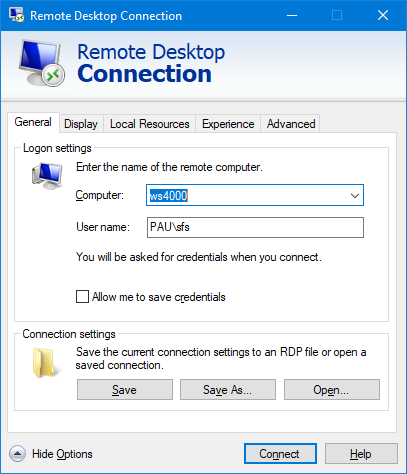 Remote Desktop Connection
Remote Desktop
Connection
General Display Local Resources Experience Advanced
Logon settings
Enter the name of the remote computer.
Computer: ws4000
User name: PAU\sfs
You will be asked for credentials when you connect.
Allow me to save credentials
Connection settings
Save the current connection settings to an RDP file or open a
saved connection.
Save Save As... Open...
Hide Options Connect Help